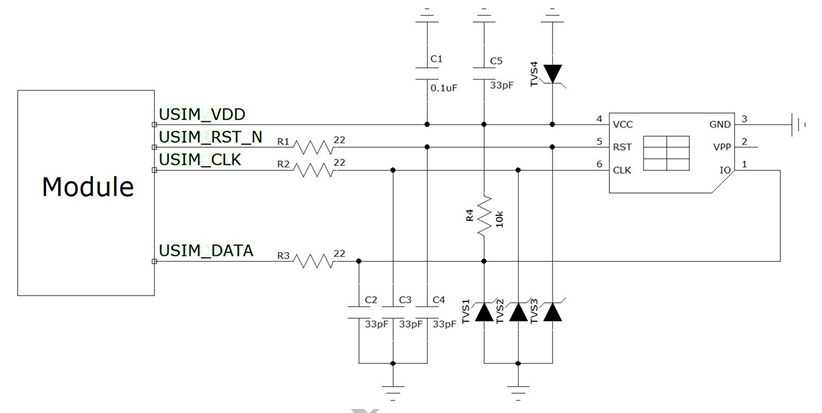 C1
0.1uF
C5
33pF
TVS4
USIM_VDD
USIM_RST_N
USIM_CLK
Module
R1 22
R2 22
4 VCC GND 3
5 RST VPP 2
6 CLK IO 1
R4
10k
USIM_DATA
R3 22
C2
33pF
C3
33pF
C4
33pF
TVS1
TVS2
TVS3